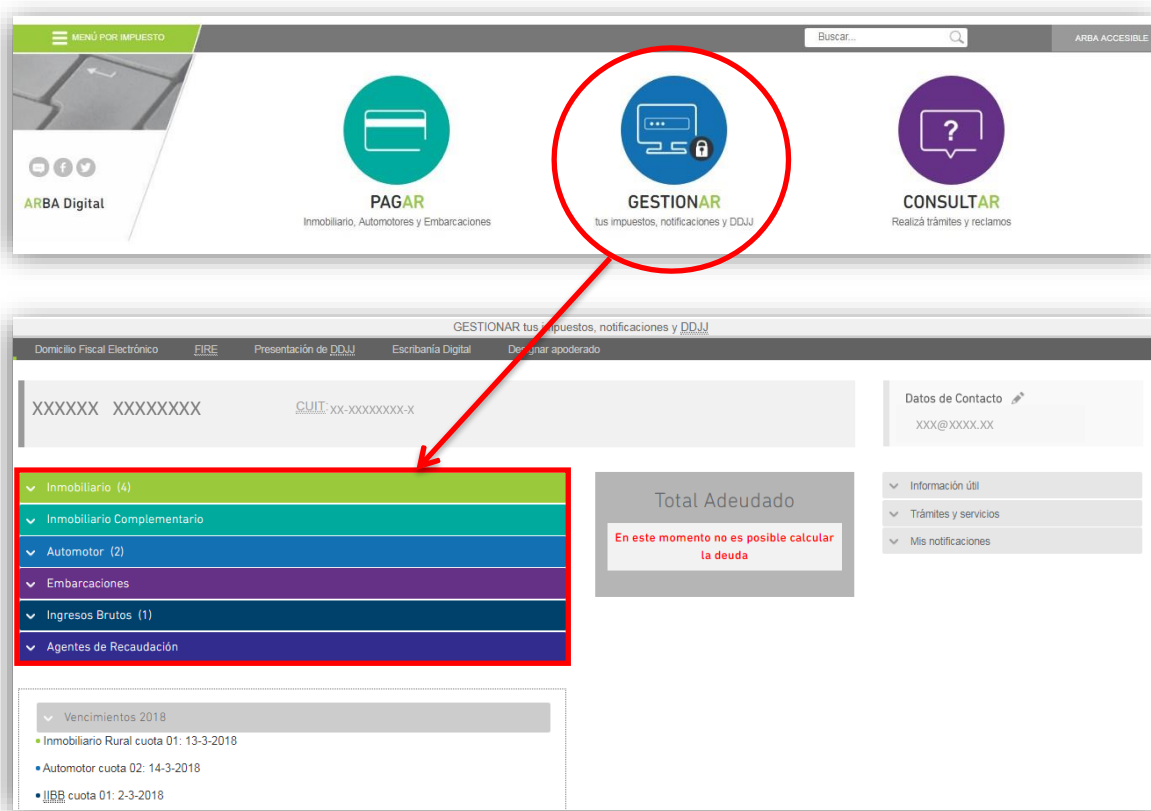 MENÚ POR IMPUESTO
Buscar...
ARBA ACCESIBLE
ARBA Digital
PAGAR
Inmobiliario, Automotores y Embarcaciones
GESTIONAR
tus impuestos, notificaciones y DDJJ
?
CONSULTAR
Realizá trámites y reclamos
GESTIONAR tus impuestos, notificaciones y DDJJ
Domicilio Fiscal Electrónico FIRE Presentación de DDJJ Escribanía Digital Designar apoderado
XXXXXX XXXXXXXX
CUIT: XX-XXXXXXXX-X
Datos de Contacto
XXX@XXXX.XX
Inmobiliario (4)
Inmobiliario Complementario
Automotor (2)
Embarcaciones
Ingresos Brutos (1)
Agentes de Recaudación
Total Adeudado
En este momento no es posible calcular
la deuda
Información útil
Trámites y servicios
Mis notificaciones
Vencimientos 2018
Inmobiliario Rural cuota 01: 13-3-2018
Automotor cuota 02: 14-3-2018
IIBB cuota 01: 2-3-2018